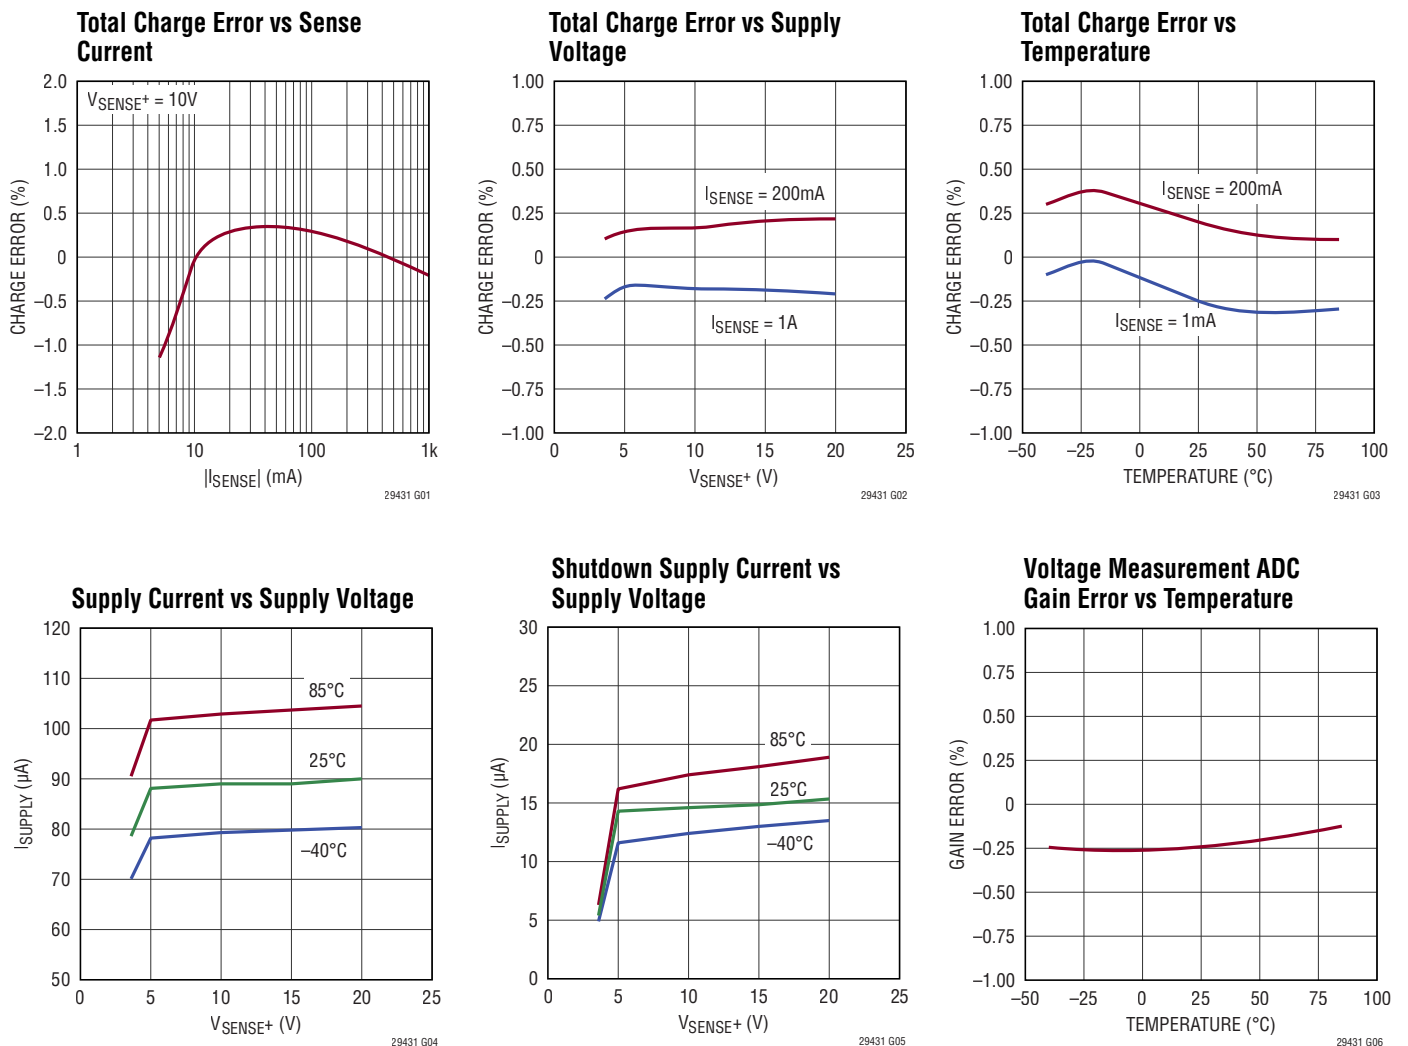 Total Charge Error vs Sense
Current
2.0
1.5
1.0
0.5
0
–0.5
–1.0
–1.5
–2.0
CHARGE ERROR (%)
VSENSE+ = 10V
1
10
100
1k
|ISENSE| (mA)
29431 G01
Total Charge Error vs Supply
Voltage
1.00
0.75
0.50
0.25
0
–0.25
–0.50
–0.75
–1.00
CHARGE ERROR (%)
ISENSE = 200mA
ISENSE = 1A
0
5
10
15
20
25
VSENSE+ (V)
29431 G02
Total Charge Error vs
Temperature
1.00
0.75
0.50
0.25
0
–0.25
–0.50
–0.75
–1.00
CHARGE ERROR (%)
ISENSE = 200mA
ISENSE = 1mA
–50
–25
0
25
50
75
100
TEMPERATURE (°C)
29431 G03
Supply Current vs Supply Voltage
120
110
100
90
80
70
60
50
ISUPPLY (µA)
85°C
25°C
–40°C
0
5
10
15
20
25
VSENSE+ (V)
29431 G04
Shutdown Supply Current vs
Supply Voltage
30
25
20
15
10
5
0
ISUPPLY (µA)
85°C
25°C
–40°C
0
5
10
15
20
25
VSENSE+ (V)
29431 G05
Voltage Measurement ADC
Gain Error vs Temperature
1.00
0.75
0.50
0.25
0
–0.25
–0.50
–0.75
–1.00
GAIN ERROR (%)
–50
–25
0
25
50
75
100
TEMPERATURE (°C)
29431 G06